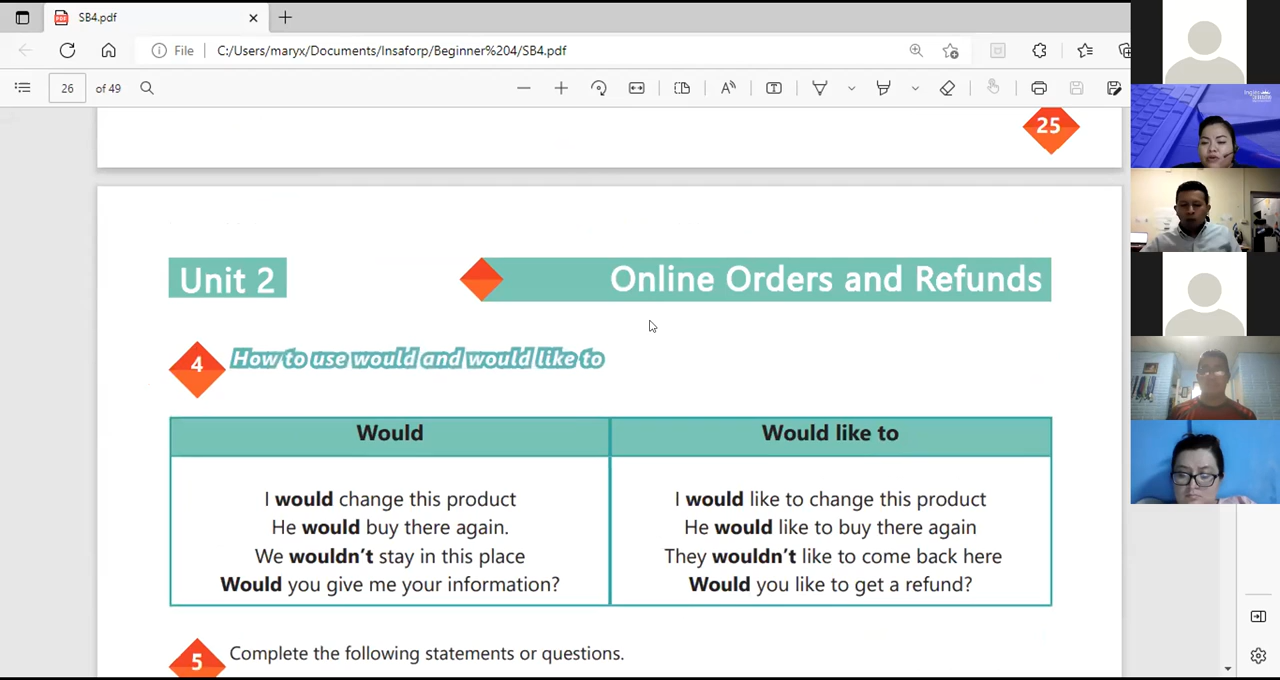 SB4.pdf
File C:/Users/maryx/Documents/Insaforp/Beginner%204/SB4.pdf
26 of 49
25
Unit 2 Online Orders and Refunds
4 How to use would and would like to
Would Would like to
I would change this product I would like to change this product
He would buy there again. He would like to buy there again
We wouldn't stay in this place They wouldn't like to come back here
Would you give me your information? Would you like to get a refund?
5 Complete the following statements or questions.